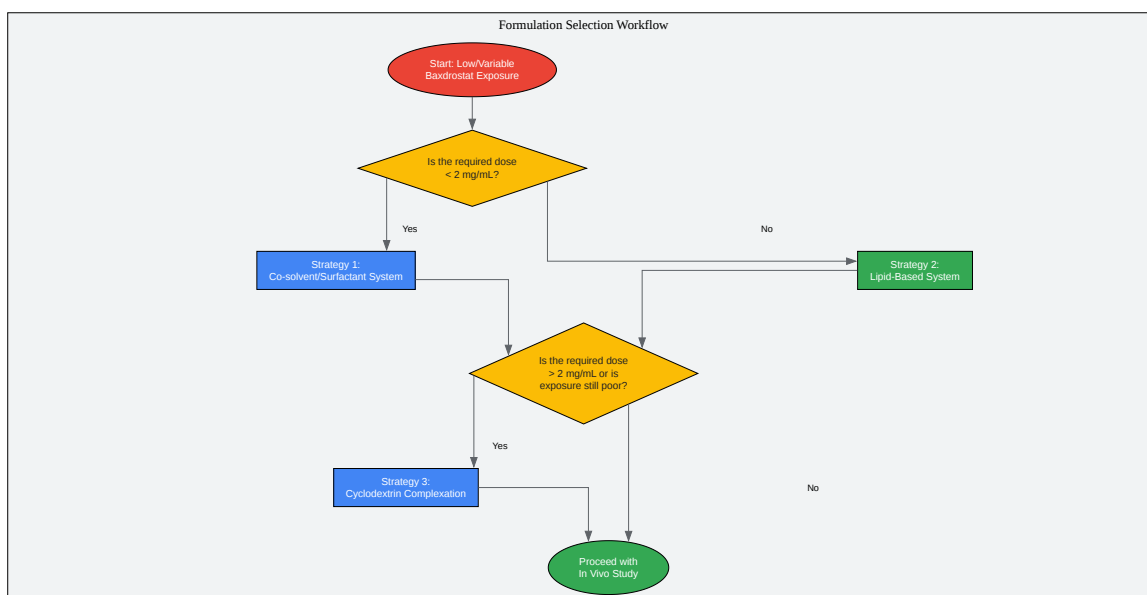 Formulation Selection Workflow
Start: Low/Variable
Baxdrostat Exposure
Is the required dose
< 2 mg/mL?
Yes
No
Strategy 1:
Co-solvent/Surfactant System
Strategy 2:
Lipid-Based System
Is the required dose
> 2 mg/mL or is
exposure still poor?
Yes
Strategy 3:
Cyclodextrin Complexation
No
Proceed with
In Vivo Study